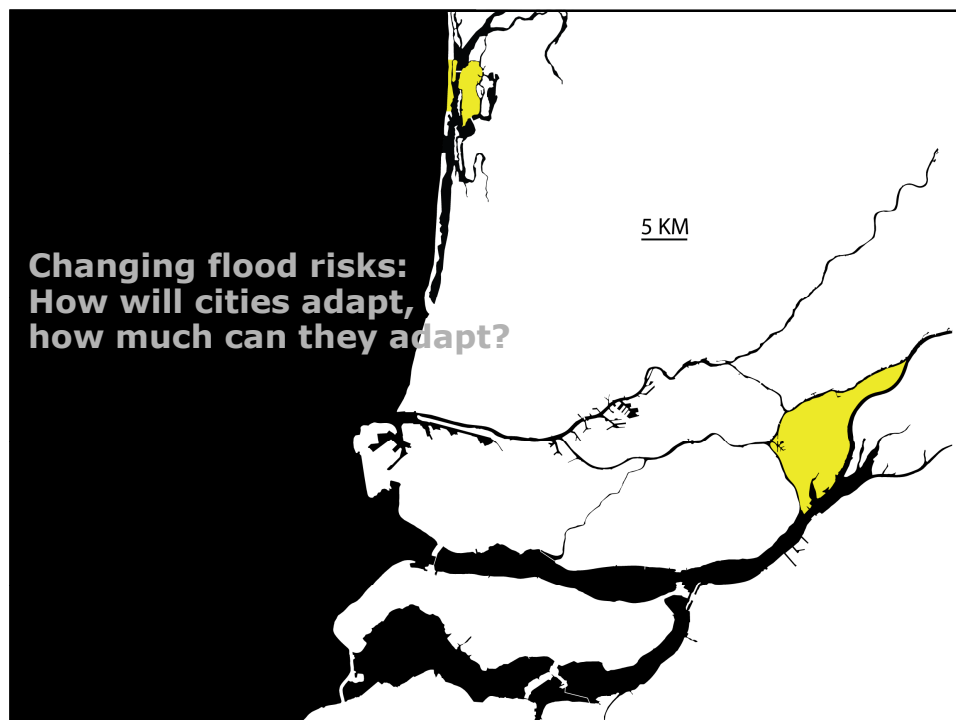 5 KM
Changing flood risks:
How will cities adapt,
how much can they adapt?